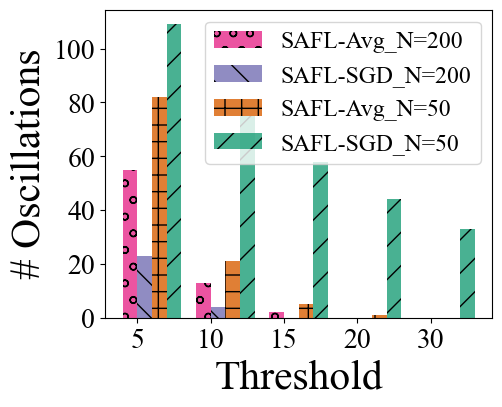 SAFL-Avg_N=200
SAFL-SGD_N=200
SAFL-Avg_N=50
SAFL-SGD_N=50
# Oscillations
100
80
60
40
20
0
5 10 15 20 30
Threshold